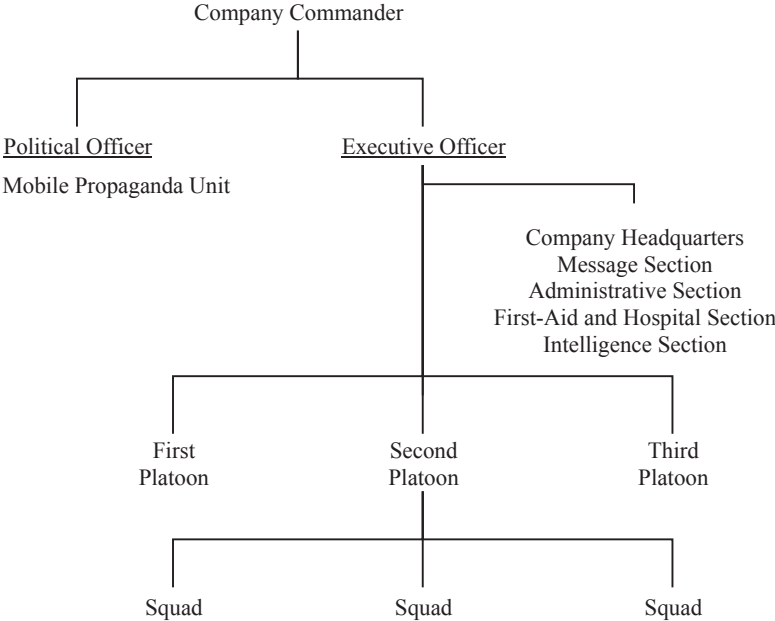 Company Commander
Political Officer
Mobile Propaganda Unit
Executive Officer
Company Headquarters
Message Section
Administrative Section
First-Aid and Hospital Section
Intelligence Section
First
Platoon
Second
Platoon
Third
Platoon
Squad
Squad
Squad